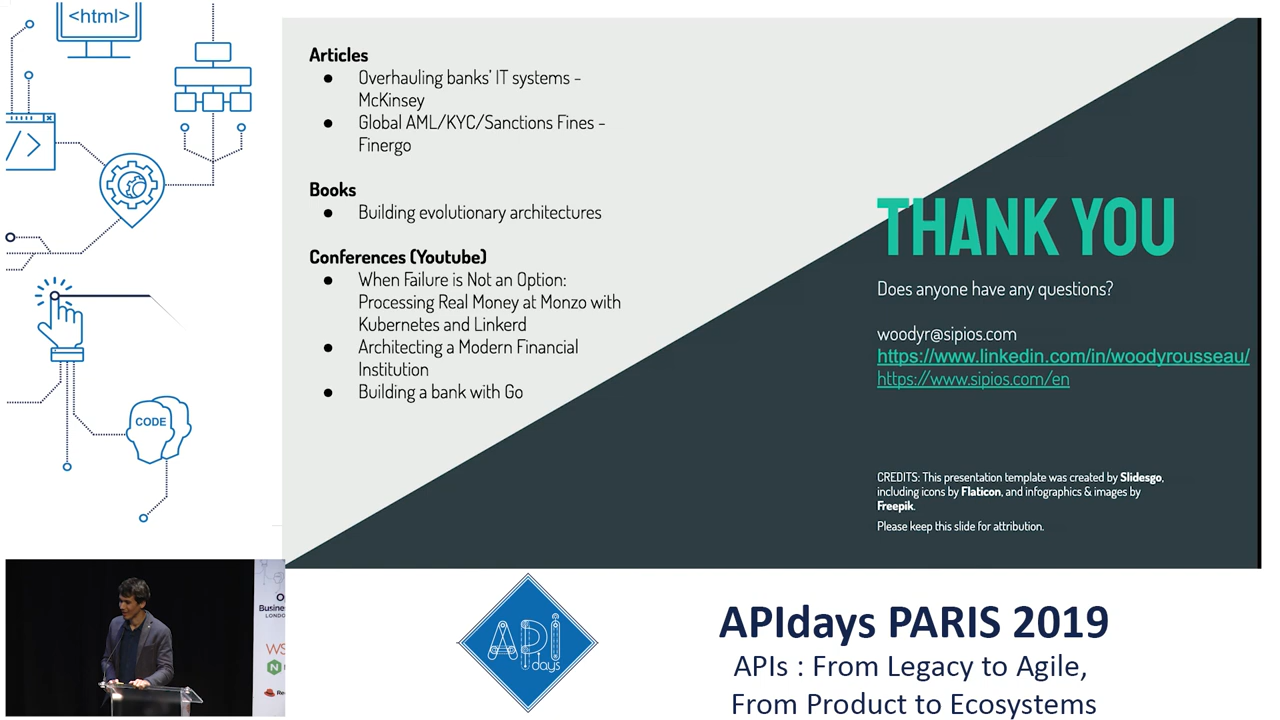 <html>
</>
CODE
Articles
● Overhauling banks' IT systems –
McKinsey
● Global AML/KYC/Sanctions Fines –
Finergo
Books
● Building evolutionary architectures
Conferences (Youtube)
● When Failure is Not an Option:
Processing Real Money at Monzo with
Kubernetes and Linkerd
● Architecting a Modern Financial
Institution
● Building a bank with Go
THANK YOU
Does anyone have any questions?
woodyr@sipios.com
https://www.linkedin.com/in/woodyrousseau/
https://www.sipios.com/en
CREDITS: This presentation template was created by Slidesgo,
including icons by Flaticon, and infographics & images by
Freepik.
Please keep this slide for attribution.
API
days
APIdays PARIS 2019
APIs : From Legacy to Agile,
From Product to Ecosystems